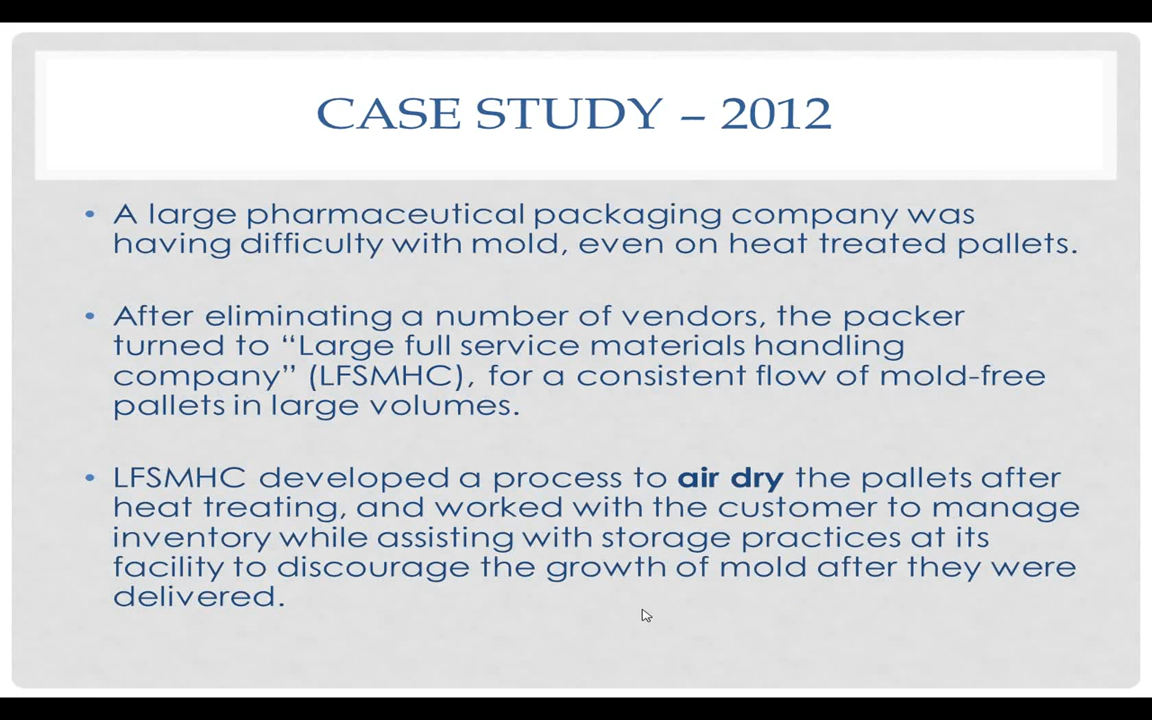 CASE STUDY – 2012
• A large pharmaceutical packaging company was
having difficulty with mold, even on heat treated pallets.
• After eliminating a number of vendors, the packer
turned to “Large full service materials handling
company” (LFSMHC), for a consistent flow of mold-free
pallets in large volumes.
• LFSMHC developed a process to air dry the pallets after
heat treating, and worked with the customer to manage
inventory while assisting with storage practices at its
facility to discourage the growth of mold after they were
delivered.